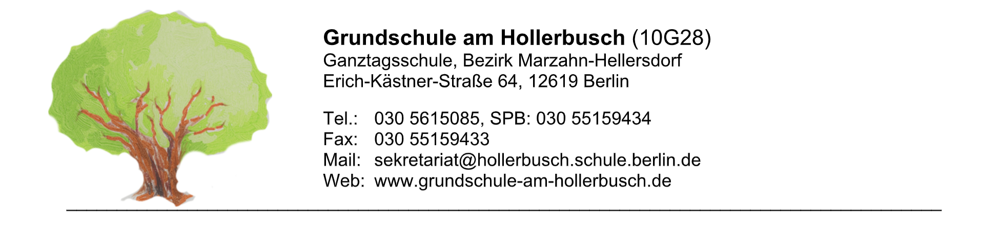 Grundschule am Hollerbusch (10G28)
Ganztagsschule, Bezirk Marzahn-Hellersdorf
Erich-Kästner-Straße 64, 12619 Berlin
Tel.: 030 5615085, SPB: 030 55159434
Fax: 030 55159433
Mail: sekretariat@hollerbusch.schule.berlin.de
Web: www.grundschule-am-hollerbusch.de